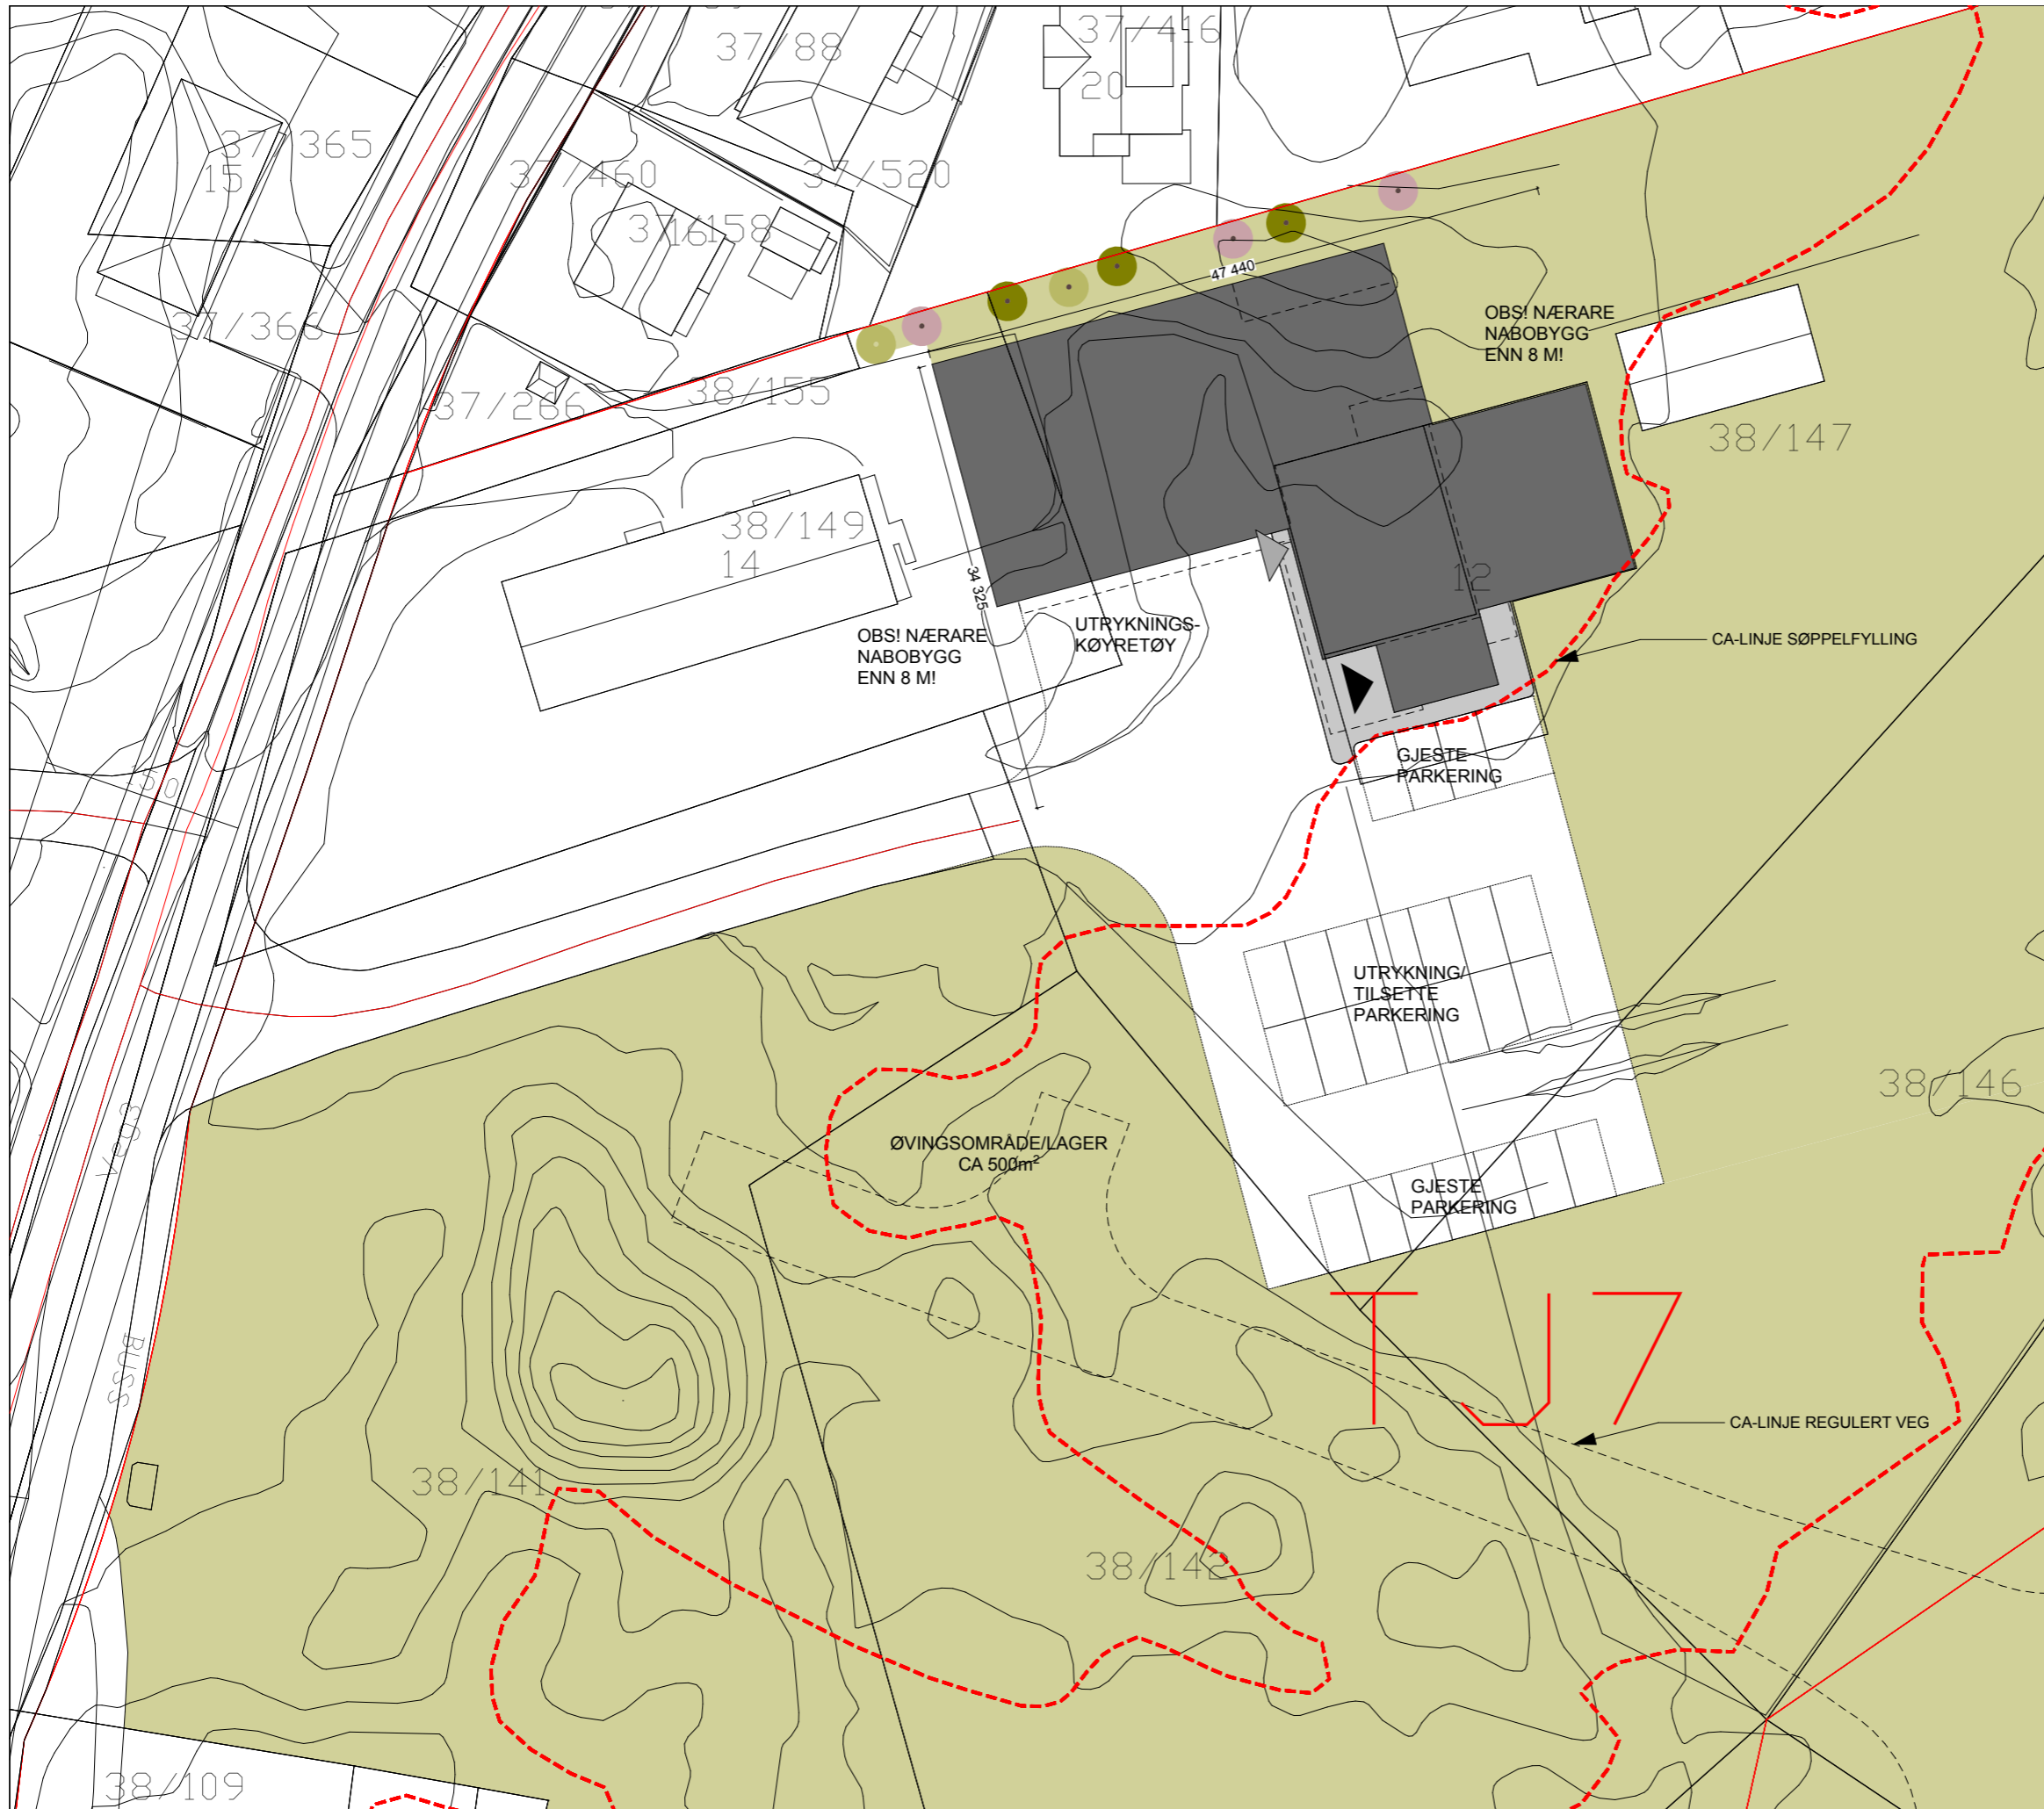 37/88
37/416
20
37/365
15
37/460
37/520
37/158
16
37/366
47 440
OBS! NÆRARE
NABOBYGG
ENN 8 M!
37/266
38/155
38/147
38/149
14
34 325
12
OBS! NÆRARE
NABOBYGG
ENN 8 M!
UTRYKNINGS-
KØYRETØY
CA-LINJE SØPPELFYLLING
GJESTE
PARKERING
UTRYKNING/
TILSETTE
PARKERING
38/146
ØVINGSOMRÅDE/LAGER
CA 500m²
GJESTE
PARKERING
TU7
BUSS
CA-LINJE REGULERT VEG
38/141
38/142
38/109